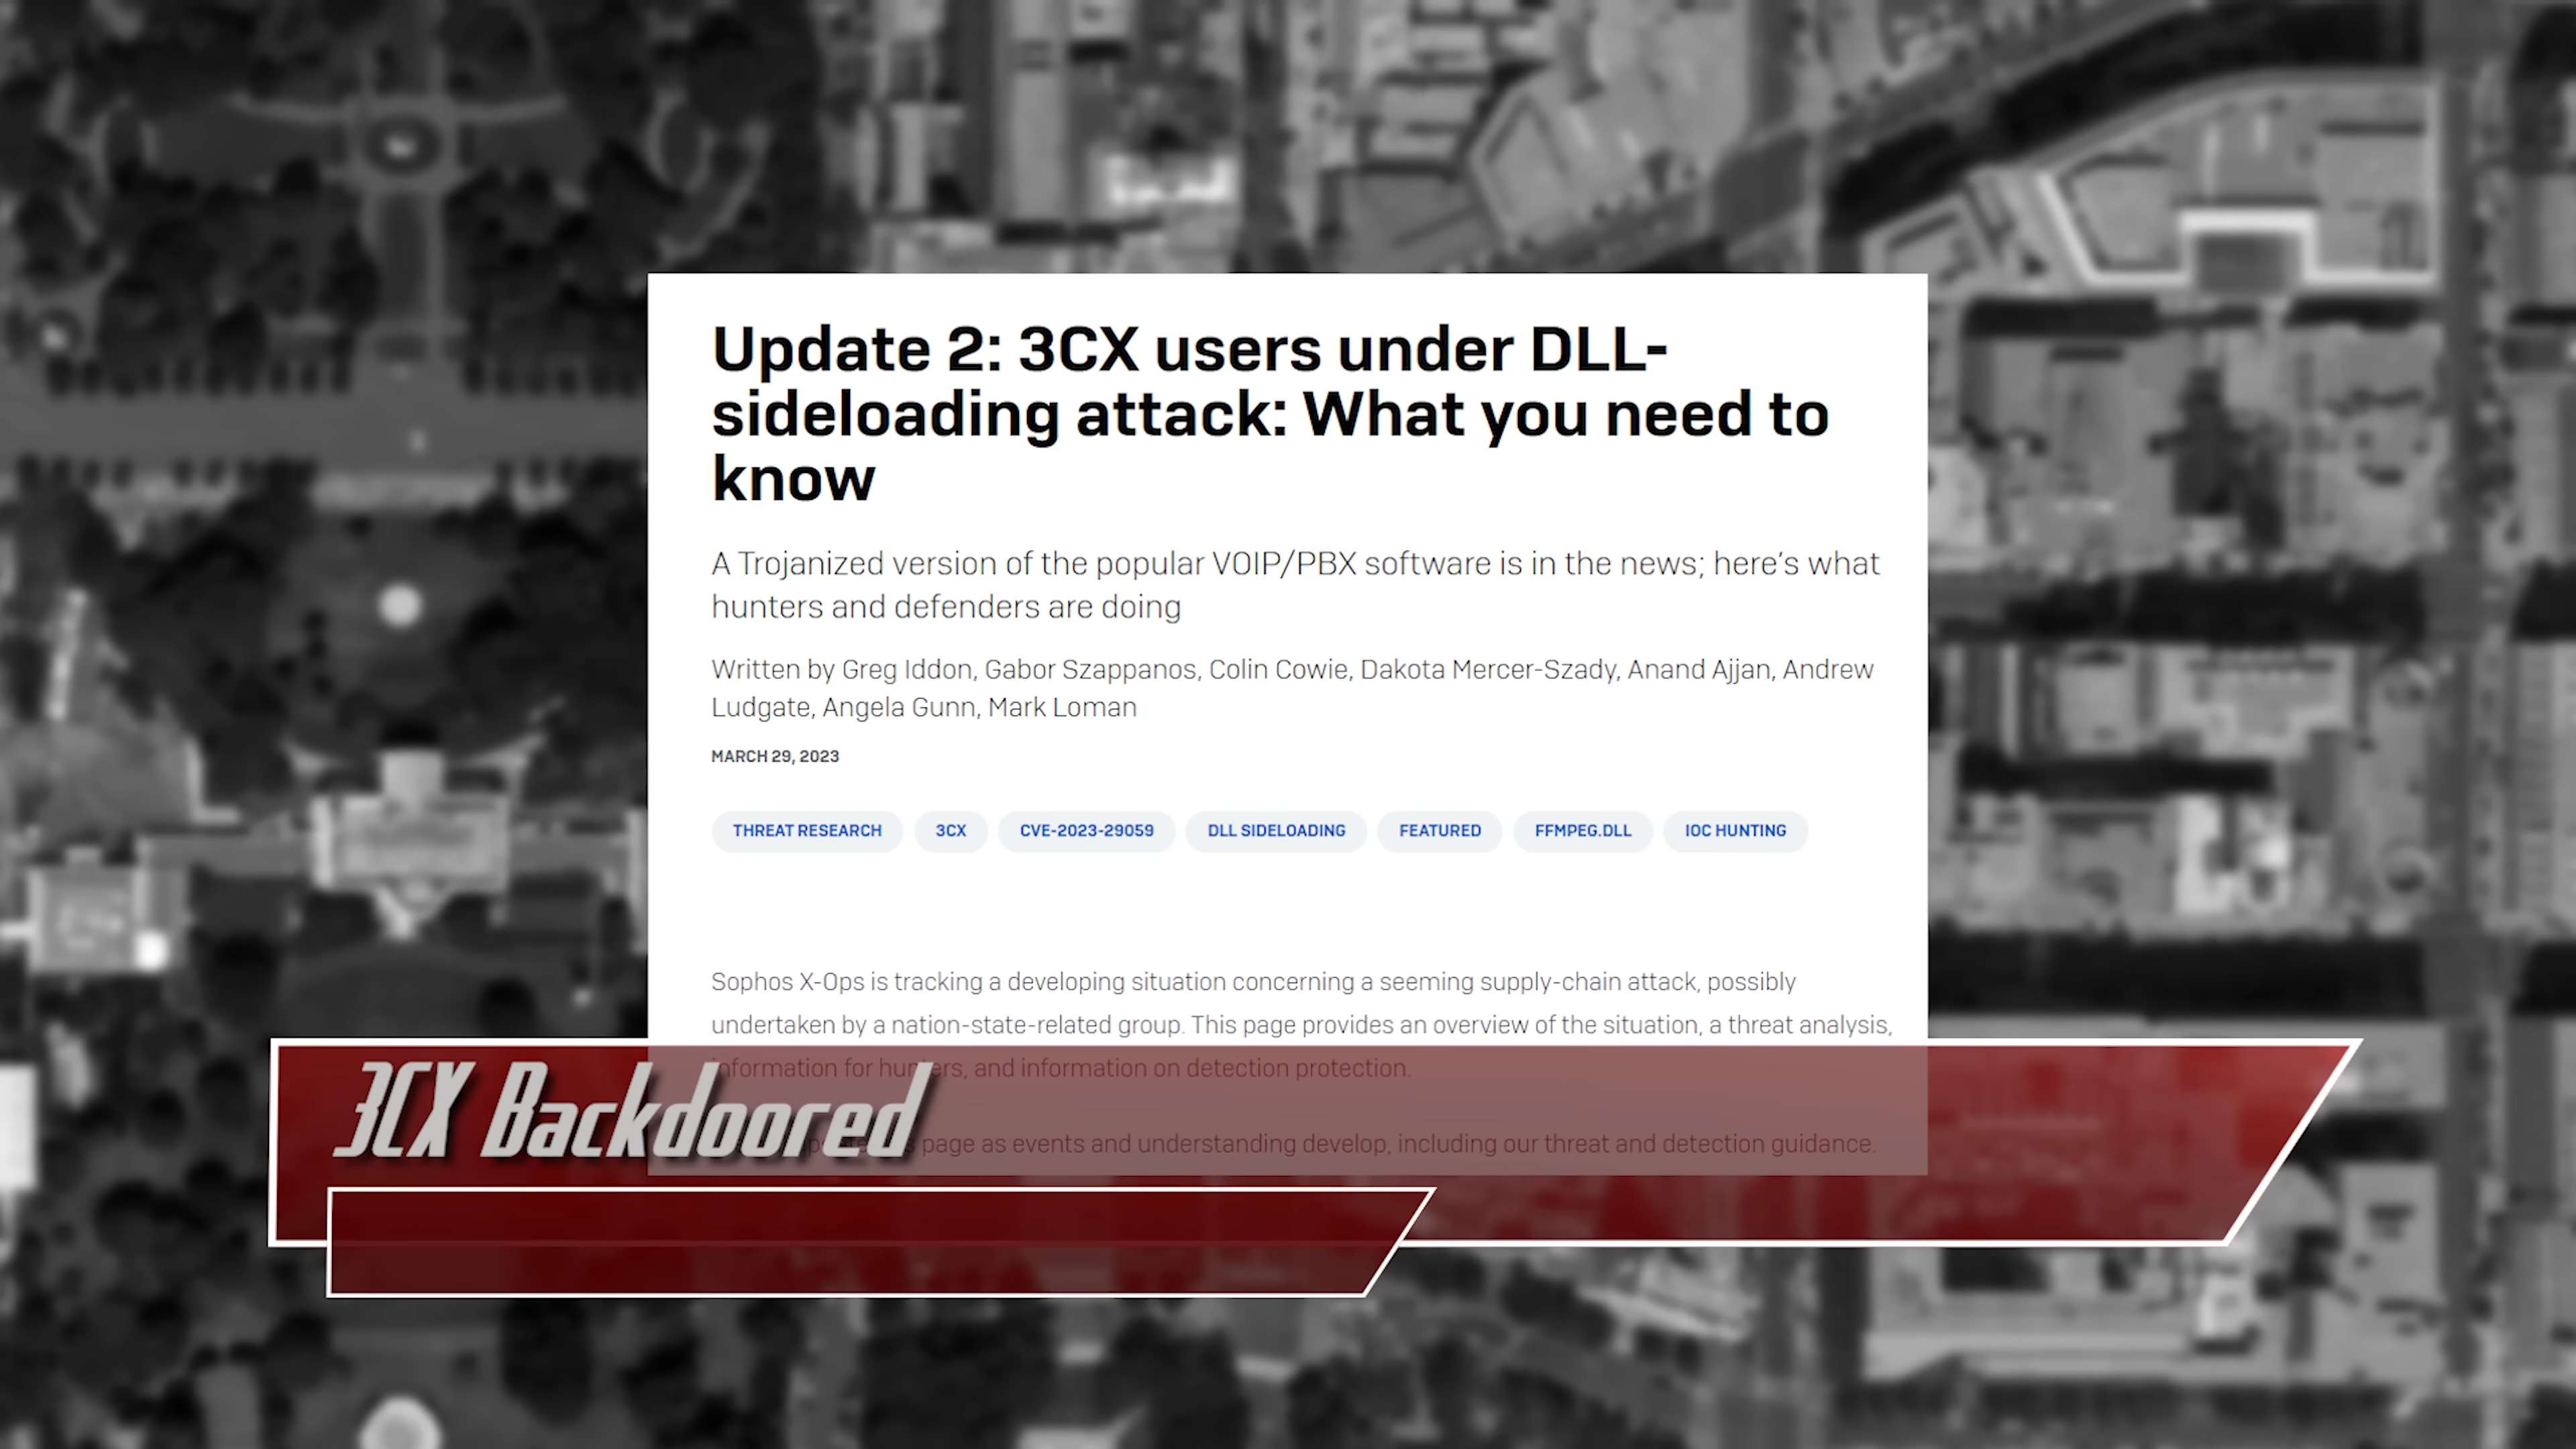 Update 2: 3CX users under DLL-
sideloading attack: What you need to
know
A Trojanized version of the popular VOIP/PBX software is in the news; here's what
hunters and defenders are doing
Written by Greg Iddon, Gabor Szappanos, Colin Cowie, Dakota Mercer-Szady, Anand Ajjan, Andrew
Ludgate, Angela Gunn, Mark Loman
MARCH 29, 2023
THREAT RESEARCH 3CX CVE-2023-29059 DLL SIDELOADING FEATURED FFMPEG.DLL IOC HUNTING
Sophos X-Ops is tracking a developing situation concerning a seeming supply-chain attack, possibly
undertaken by a nation-state-related group. This page provides an overview of the situation, a threat analysis,
information for hunters, and information on detection protection.
3CX Backdoored
page as events and understanding develop, including our threat and detection guidance.